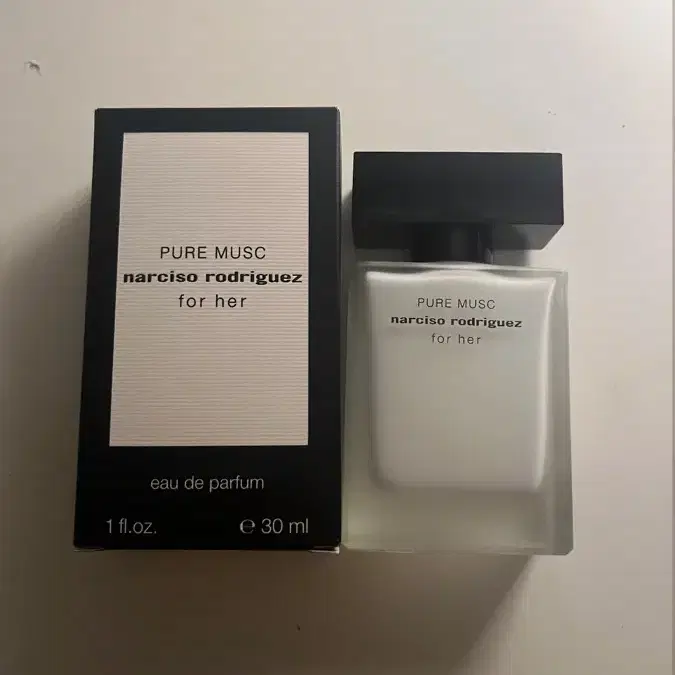 PURE MUSC
narciso rodriguez
for her
eau de parfum
1 fl.oz. ℮ 30 ml
PURE MUSC
narciso rodriguez
for her